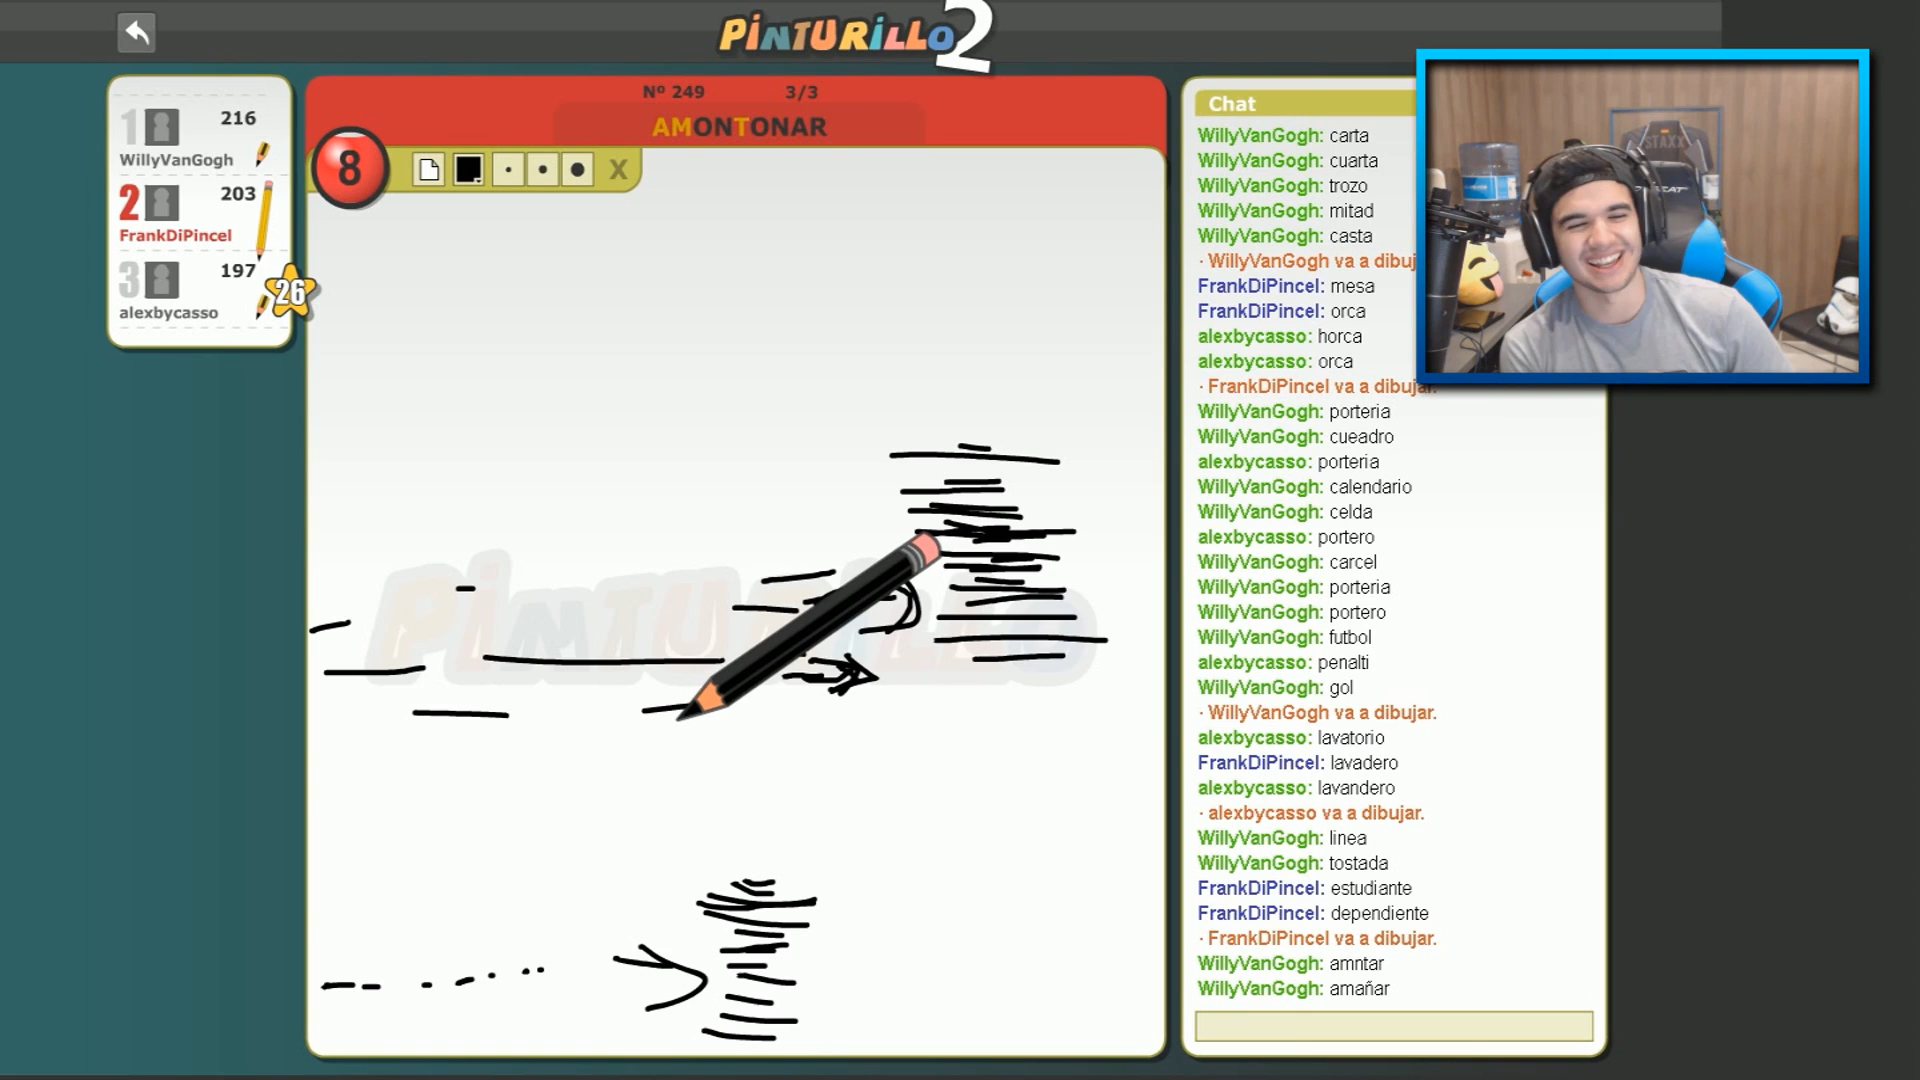 PINTURILLO 2
1 216
WillyVanGogh
2 203
FrankDiPincel
3 197
26
alexbycasso
Nº 249 3/3
AMONTONAR
8
X
PINTURILLO
Chat
WillyVanGogh: carta
WillyVanGogh: cuarta
WillyVanGogh: trozo
WillyVanGogh: mitad
WillyVanGogh: casta
· WillyVanGogh va a dibuj
FrankDiPincel: mesa
FrankDiPincel: orca
alexbycasso: horca
alexbycasso: orca
· FrankDiPincel va a dibujar.
WillyVanGogh: porteria
WillyVanGogh: cueadro
alexbycasso: porteria
WillyVanGogh: calendario
WillyVanGogh: celda
alexbycasso: portero
WillyVanGogh: carcel
WillyVanGogh: porteria
WillyVanGogh: portero
WillyVanGogh: futbol
alexbycasso: penalti
WillyVanGogh: gol
· WillyVanGogh va a dibujar.
alexbycasso: lavatorio
FrankDiPincel: lavadero
alexbycasso: lavandero
· alexbycasso va a dibujar.
WillyVanGogh: linea
WillyVanGogh: tostada
FrankDiPincel: estudiante
FrankDiPincel: dependiente
· FrankDiPincel va a dibujar.
WillyVanGogh: amntar
WillyVanGogh: amañar